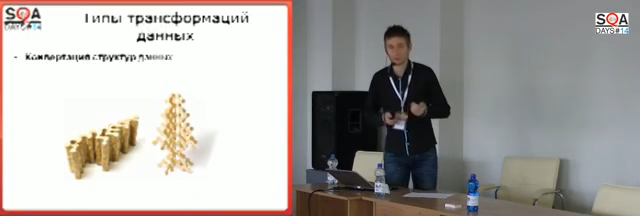 SQA
DAYS#14
Типы трансформаций
данных
- Конвертация структур данных
SQA
DAYS#14